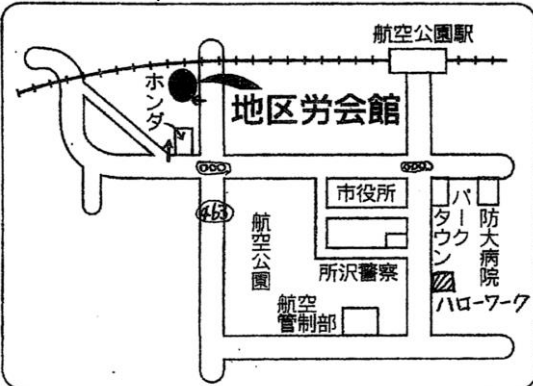 航空公園駅
ホンダ
地区労会館
463
航空公園
市役所
所沢警察
航空
管制部
パーク
タウン
防大病院
ハローワーク